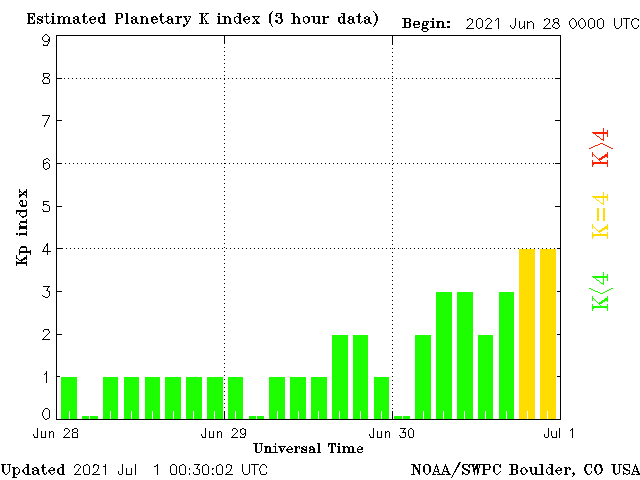 Estimated Planetary K index (3 hour data) Begin: 2021 Jun 28 0000 UTC
9
8
7
6
5
4
3
2
1
0
Kp index
K>4
K=4
K<4
Jun 28 Jun 29 Jun 30 Jul 1
Universal Time
Updated 2021 Jul 1 00:30:02 UTC NOAA/SWPC Boulder, CO USA